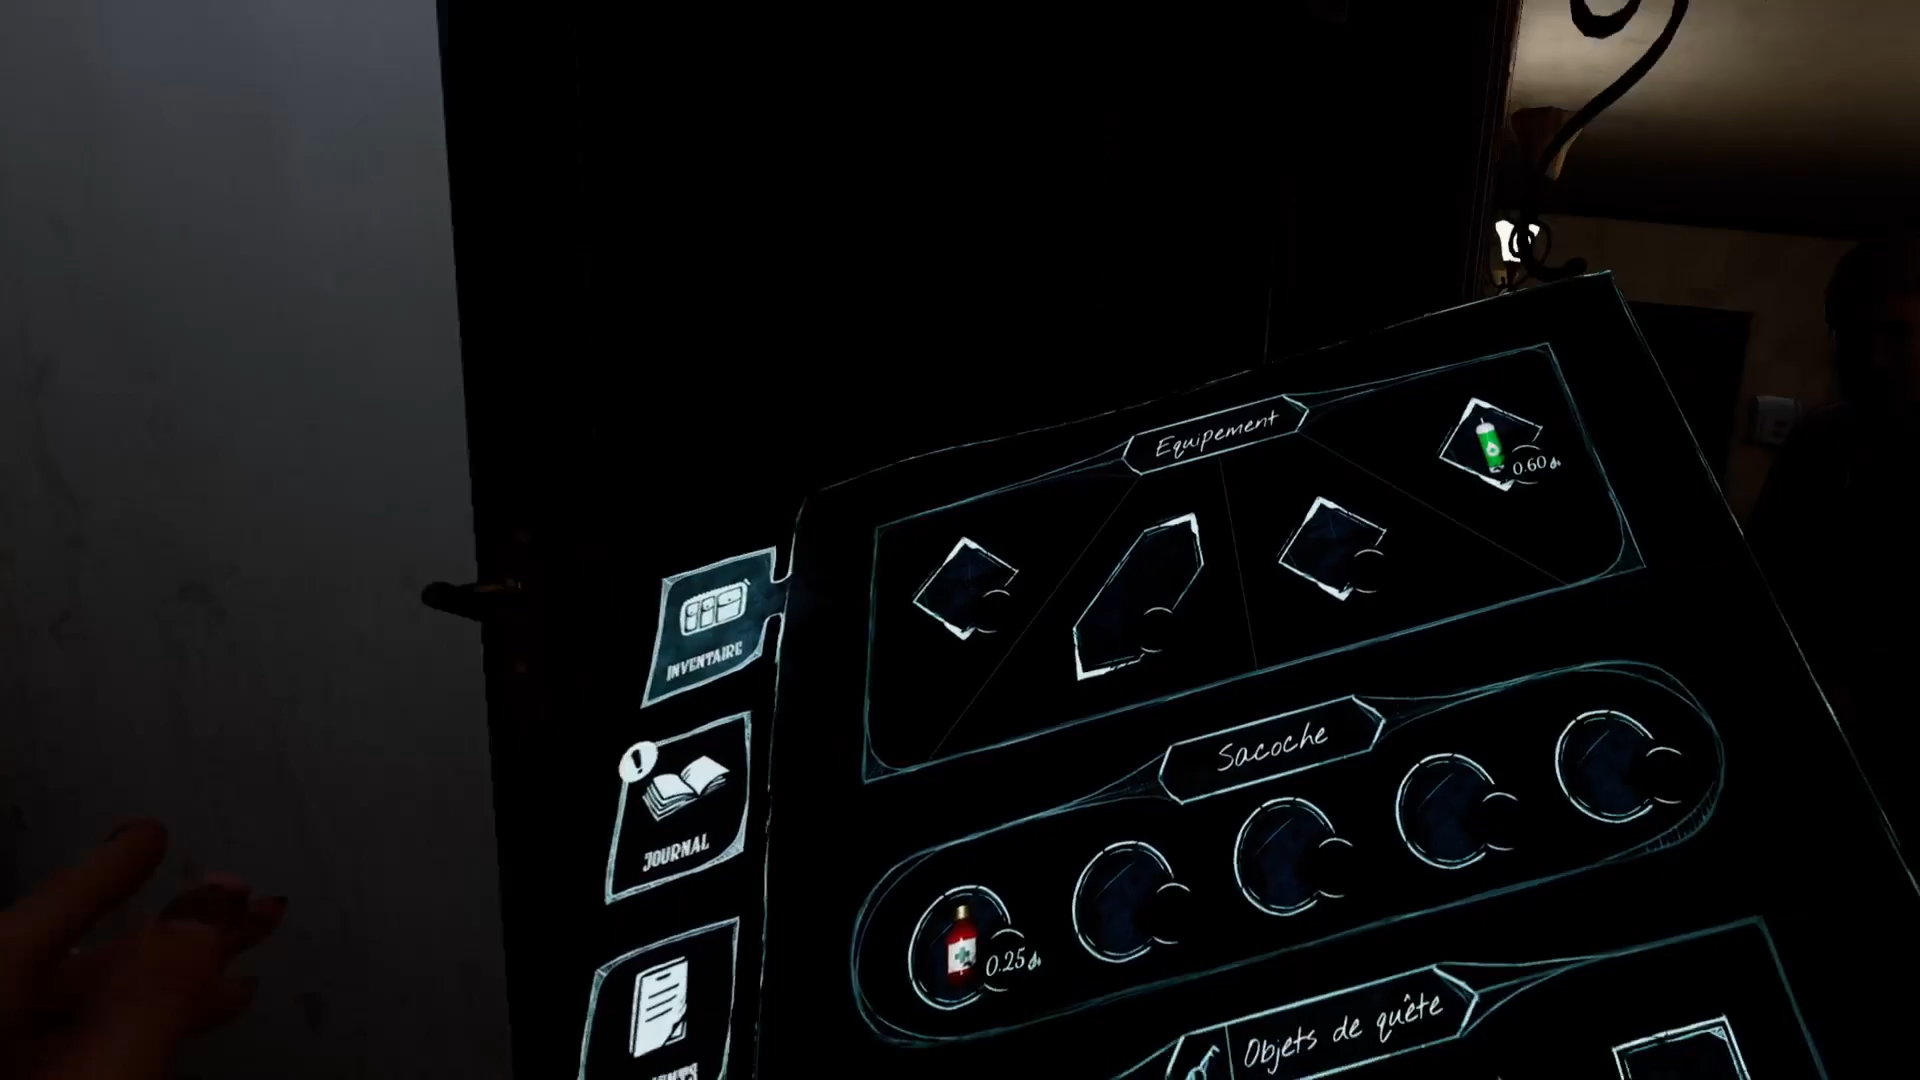 Equipement
0.60
INVENTAIRE
Sacoche
JOURNAL
0.25
Objets de quête